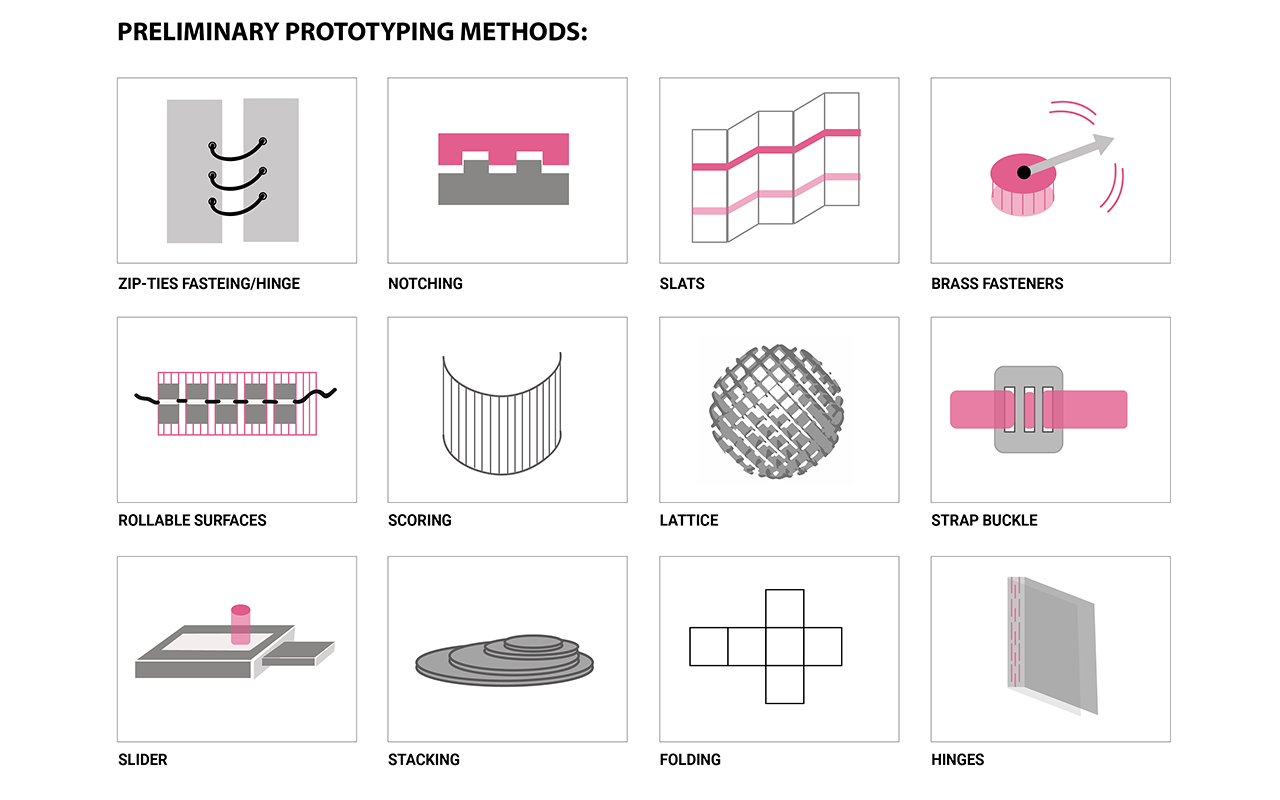 PRELIMINARY PROTOTYPING METHODS:
ZIP-TIES FASTEING/HINGE
NOTCHING
SLATS
BRASS FASTENERS
ROLLABLE SURFACES
SCORING
LATTICE
STRAP BUCKLE
SLIDER
STACKING
FOLDING
HINGES